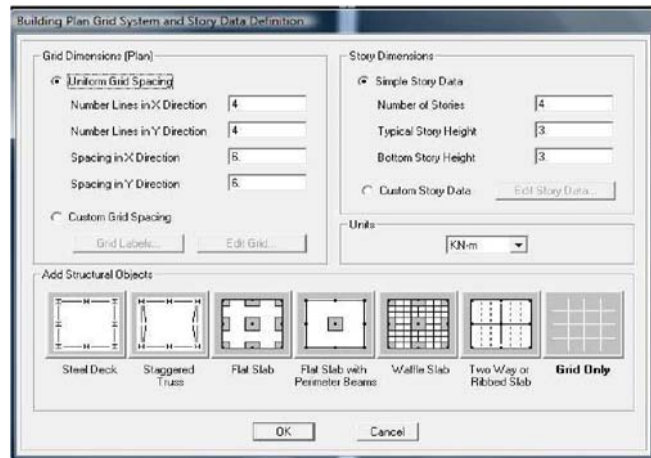 Building Plan Grid System and Story Data Definition
Grid Dimensions (Plan)
Uniform Grid Spacing
Number Lines in X Direction 4
Number Lines in Y Direction 4
Spacing in X Direction 6.
Spacing in Y Direction 6.
Custom Grid Spacing
Grid Labels... Edit Grid...
Story Dimensions
Simple Story Data
Number of Stories 4
Typical Story Height 3.
Bottom Story Height 3.
Custom Story Data Edit Story Data...
Units
KN-m
Add Structural Objects
Steel Deck
Staggered
Truss
Flat Slab
Flat Slab with
Perimeter Beams
Waffle Slab
Two Way or
Ribbed Slab
Grid Only
OK Cancel